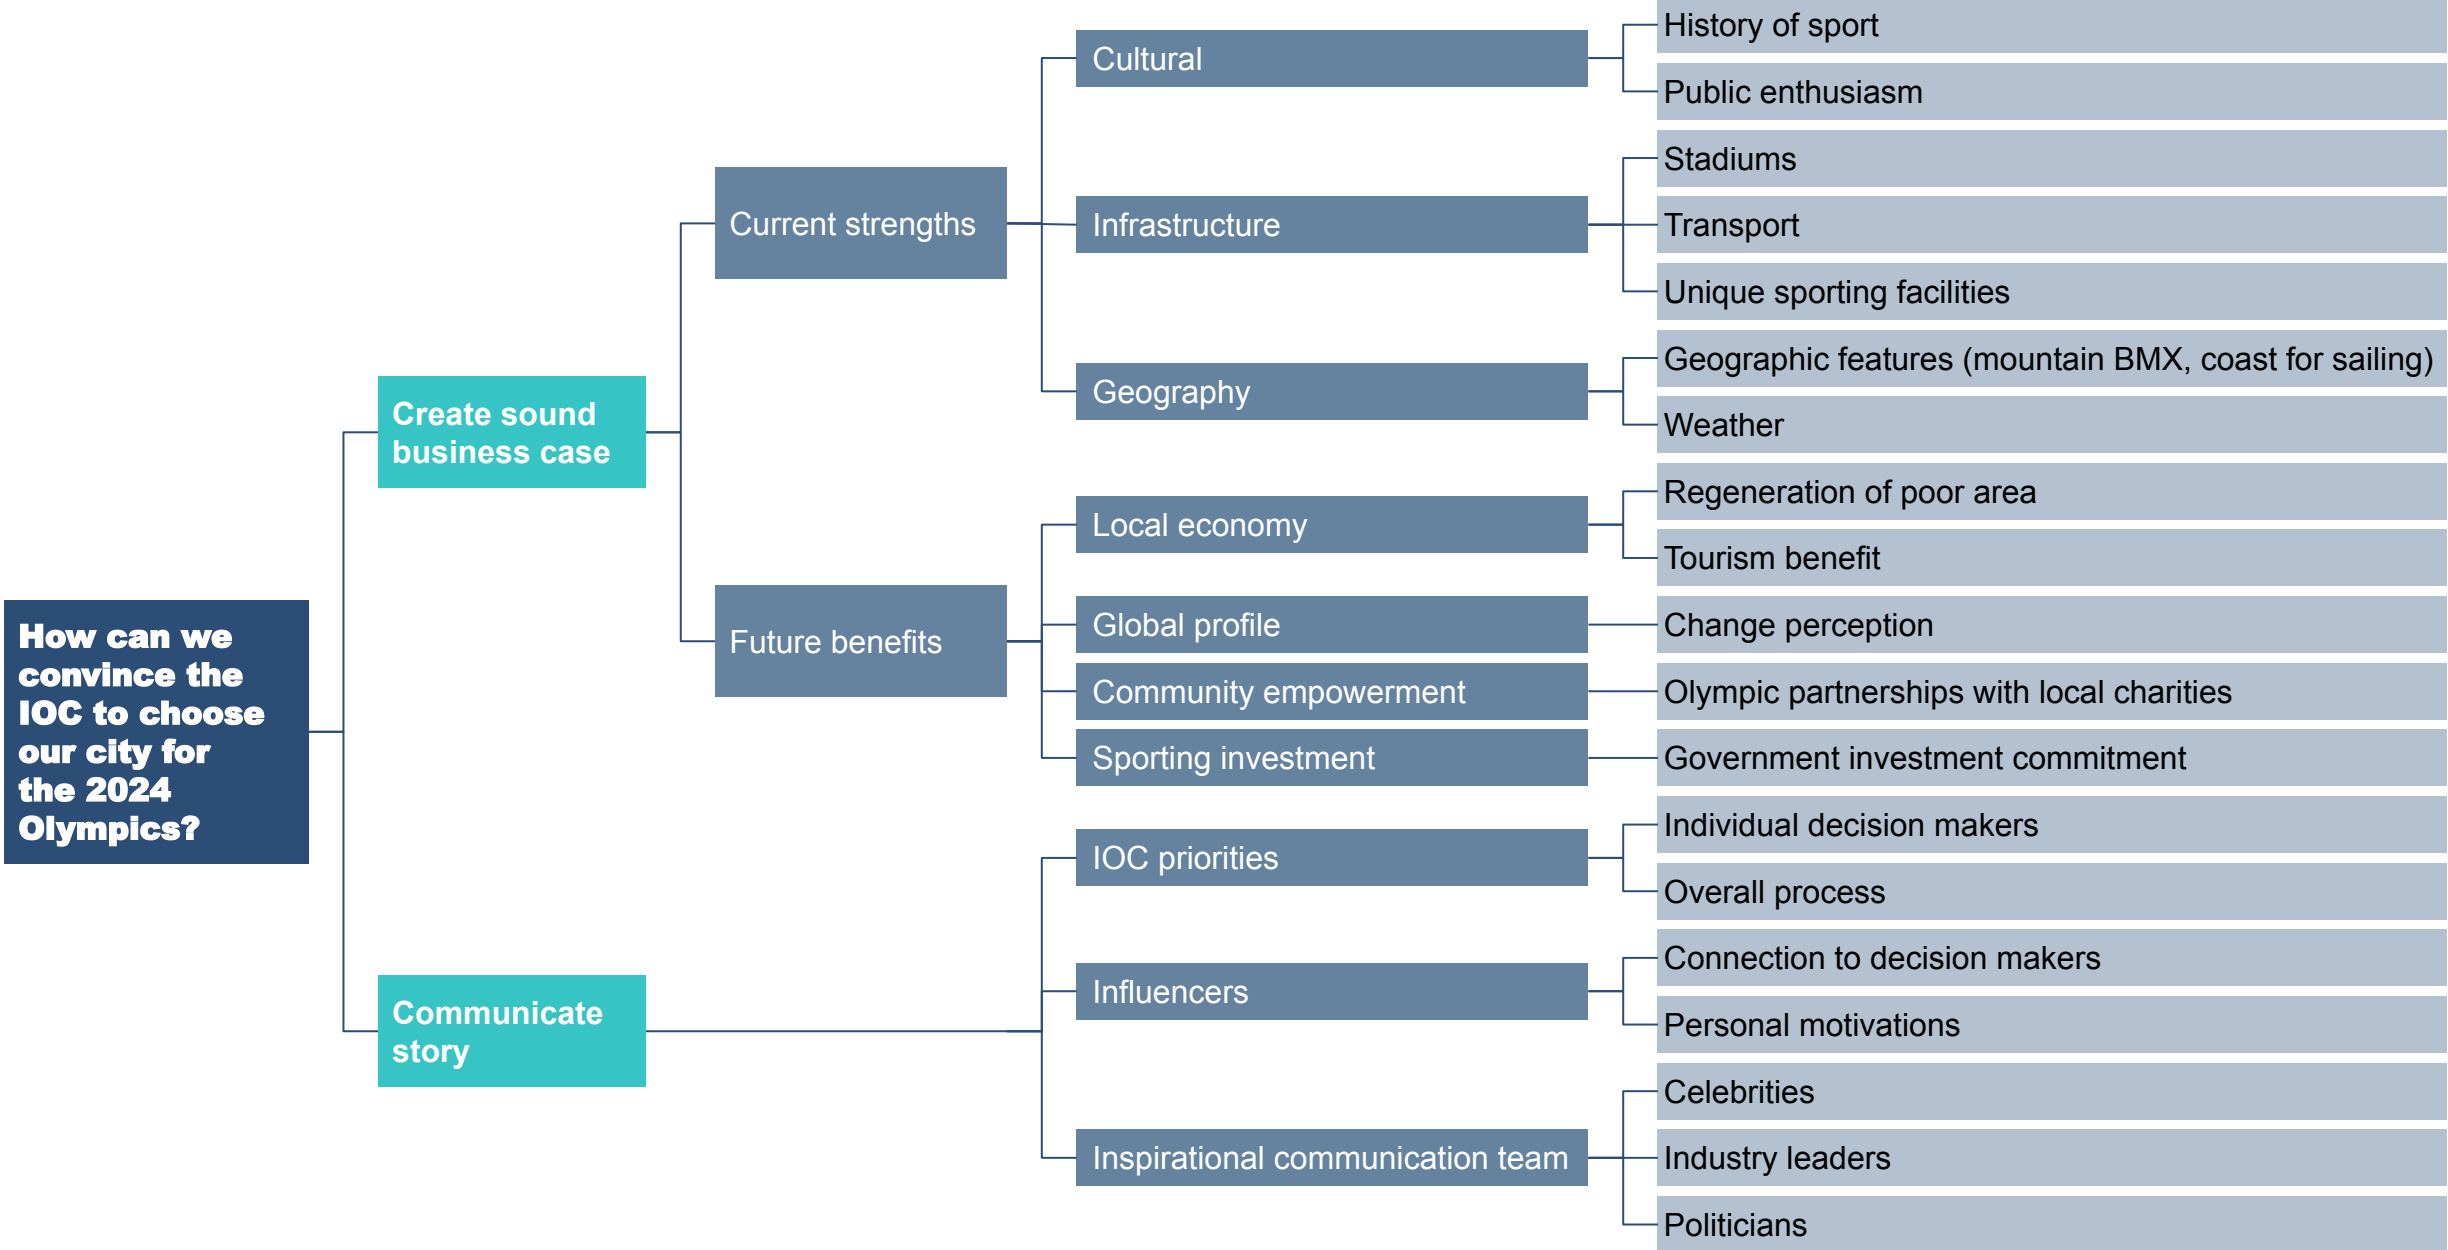 How can we
convince the
IOC to choose
our city for
the 2024
Olympics?
Create sound
business case
Current strengths
Cultural
History of sport
Public enthusiasm
Infrastructure
Stadiums
Transport
Unique sporting facilities
Geography
Geographic features (mountain BMX, coast for sailing)
Weather
Future benefits
Local economy
Regeneration of poor area
Tourism benefit
Global profile
Change perception
Community empowerment
Olympic partnerships with local charities
Sporting investment
Government investment commitment
Communicate
story
IOC priorities
Individual decision makers
Overall process
Influencers
Connection to decision makers
Personal motivations
Inspirational communication team
Celebrities
Industry leaders
Politicians